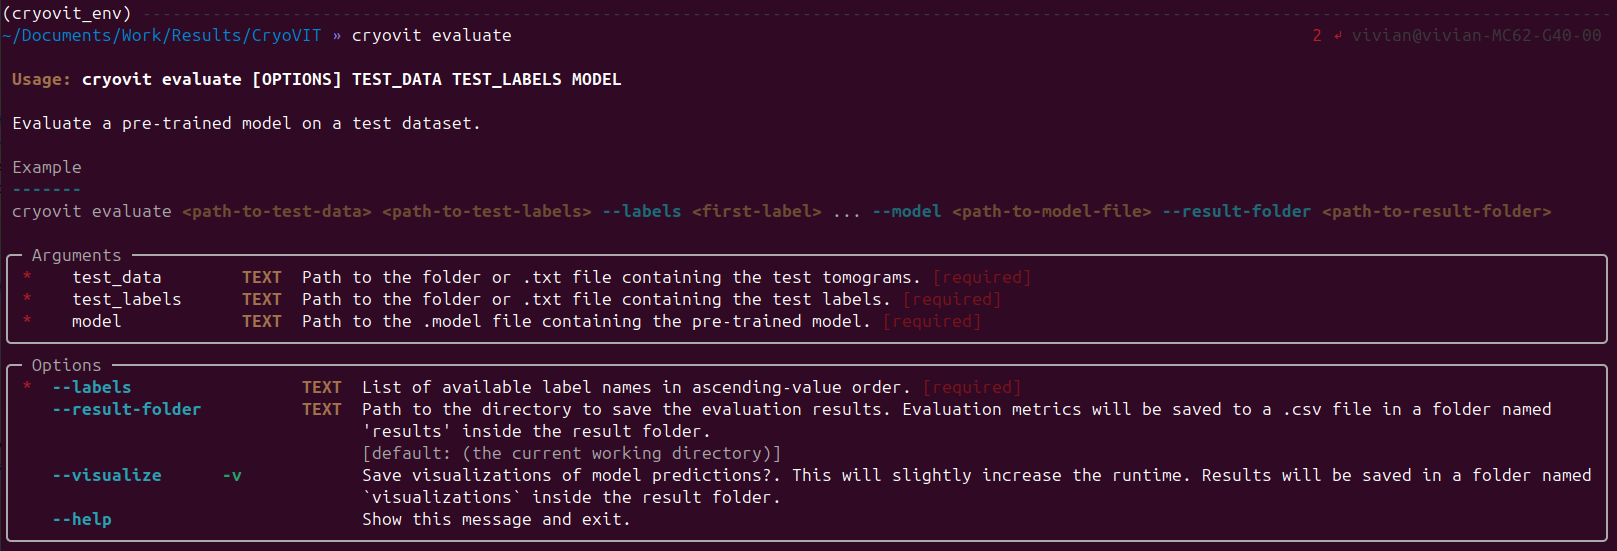 (cryovit_env)
~/Documents/Work/Results/CryoVIT » cryovit evaluate 2 ↲ vivian@vivian-MC62-G40-00
Usage: cryovit evaluate [OPTIONS] TEST_DATA TEST_LABELS MODEL
Evaluate a pre-trained model on a test dataset.
Example
-------
cryovit evaluate <path-to-test-data> <path-to-test-labels> --labels <first-label> ... --model <path-to-model-file> --result-folder <path-to-result-folder>
Arguments
* test_data TEXT Path to the folder or .txt file containing the test tomograms. [required]
* test_labels TEXT Path to the folder or .txt file containing the test labels. [required]
* model TEXT Path to the .model file containing the pre-trained model. [required]
Options
* --labels TEXT List of available label names in ascending-value order. [required]
--result-folder TEXT Path to the directory to save the evaluation results. Evaluation metrics will be saved to a .csv file in a folder named
'results' inside the result folder.
[default: (the current working directory)]
--visualize -v Save visualizations of model predictions?. This will slightly increase the runtime. Results will be saved in a folder named
`visualizations` inside the result folder.
--help Show this message and exit.